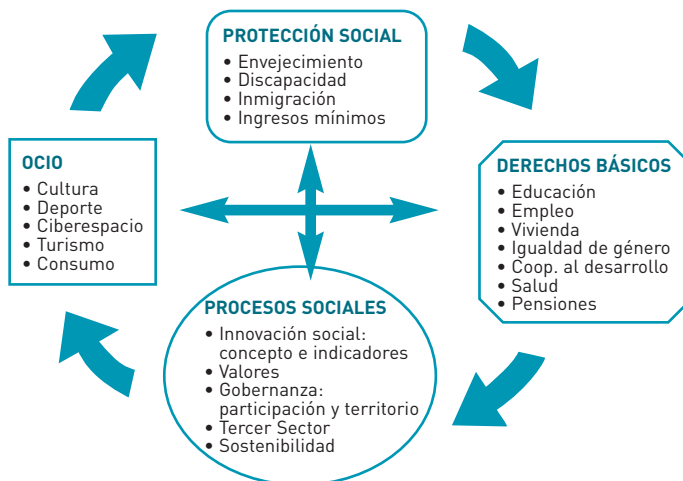 PROTECCIÓN SOCIAL
• Envejecimiento
• Discapacidad
• Inmigración
• Ingresos mínimos
OCIO
• Cultura
• Deporte
• Ciberespacio
• Turismo
• Consumo
DERECHOS BÁSICOS
• Educación
• Empleo
• Vivienda
• Igualdad de género
• Coop. al desarrollo
• Salud
• Pensiones
PROCESOS SOCIALES
• Innovación social:
concepto e indicadores
• Valores
• Gobernanza:
participación y territorio
• Tercer Sector
• Sostenibilidad